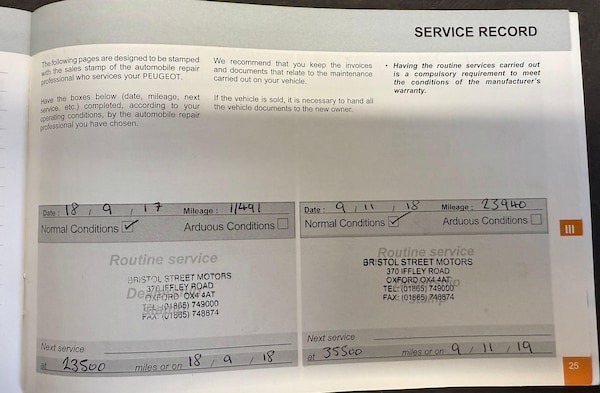 SERVICE RECORD
The following pages are designed to be stamped
with the sales stamp of the automobile repair
professional who services your PEUGEOT.
Have the boxes below (date, mileage, next
service, etc.) completed, according to your
operating conditions, by the automobile repair
professional you have chosen.
We recommend that you keep the invoices
and documents that relate to the maintenance
carried out on your vehicle.
If the vehicle is sold, it is necessary to hand all
the vehicle documents to the new owner.
• Having the routine services carried out
is a compulsory requirement to meet
the conditions of the manufacturer's
warranty.
Date : 18 / 9 / 17 Mileage : 11491
Normal Conditions ✓ Arduous Conditions
Routine service
BRISTOL STREET MOTORS
370 IFFLEY ROAD
OXFORD OX4 4AT
TEL: (01865) 749000
FAX: (01865) 748874
Next service
at 23500 miles or on 18 / 9 / 18
Date : 9 / 11 / 18 Mileage : 23940
Normal Conditions ✓ Arduous Conditions
Routine service
BRISTOL STREET MOTORS
370 IFFLEY ROAD
OXFORD OX4 4AT
TEL: (01865) 749000
FAX: (01865) 748874
Next service
at 35500 miles or on 9 / 11 / 19
III
25